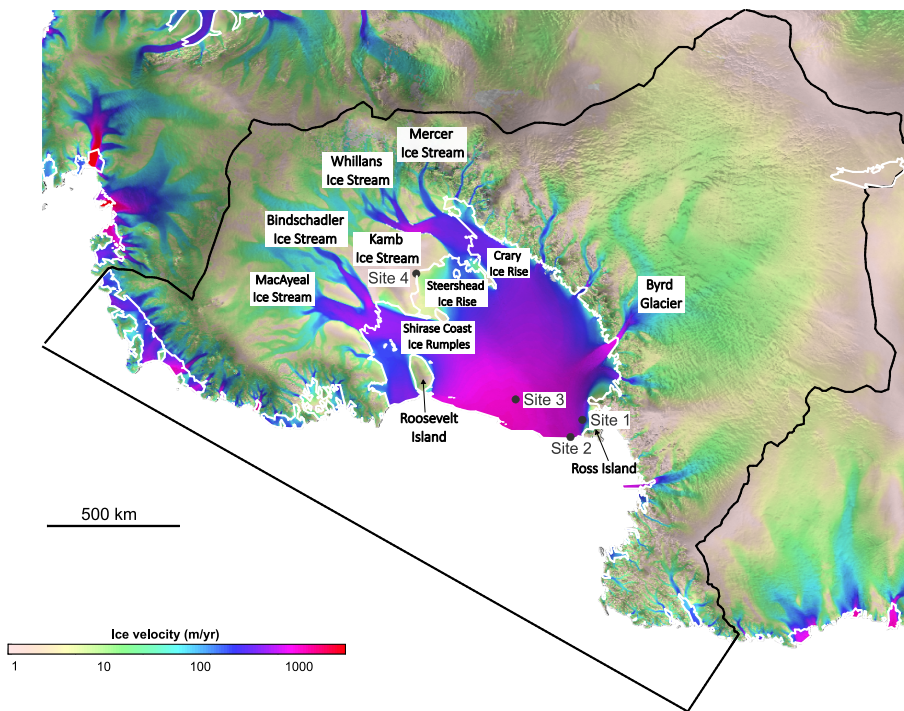 Mercer
Ice Stream
Whillans
Ice Stream
Bindschadler
Ice Stream
Kamb
Ice Stream
Site 4
Crary
Ice Rise
MacAyeal
Ice Stream
Steershead
Ice Rise
Byrd
Glacier
Shirase Coast
Ice Rumples
Roosevelt
Island
Site 3
Site 1
Site 2
Ross Island
500 km
Ice velocity (m/yr)
1 10 100 1000